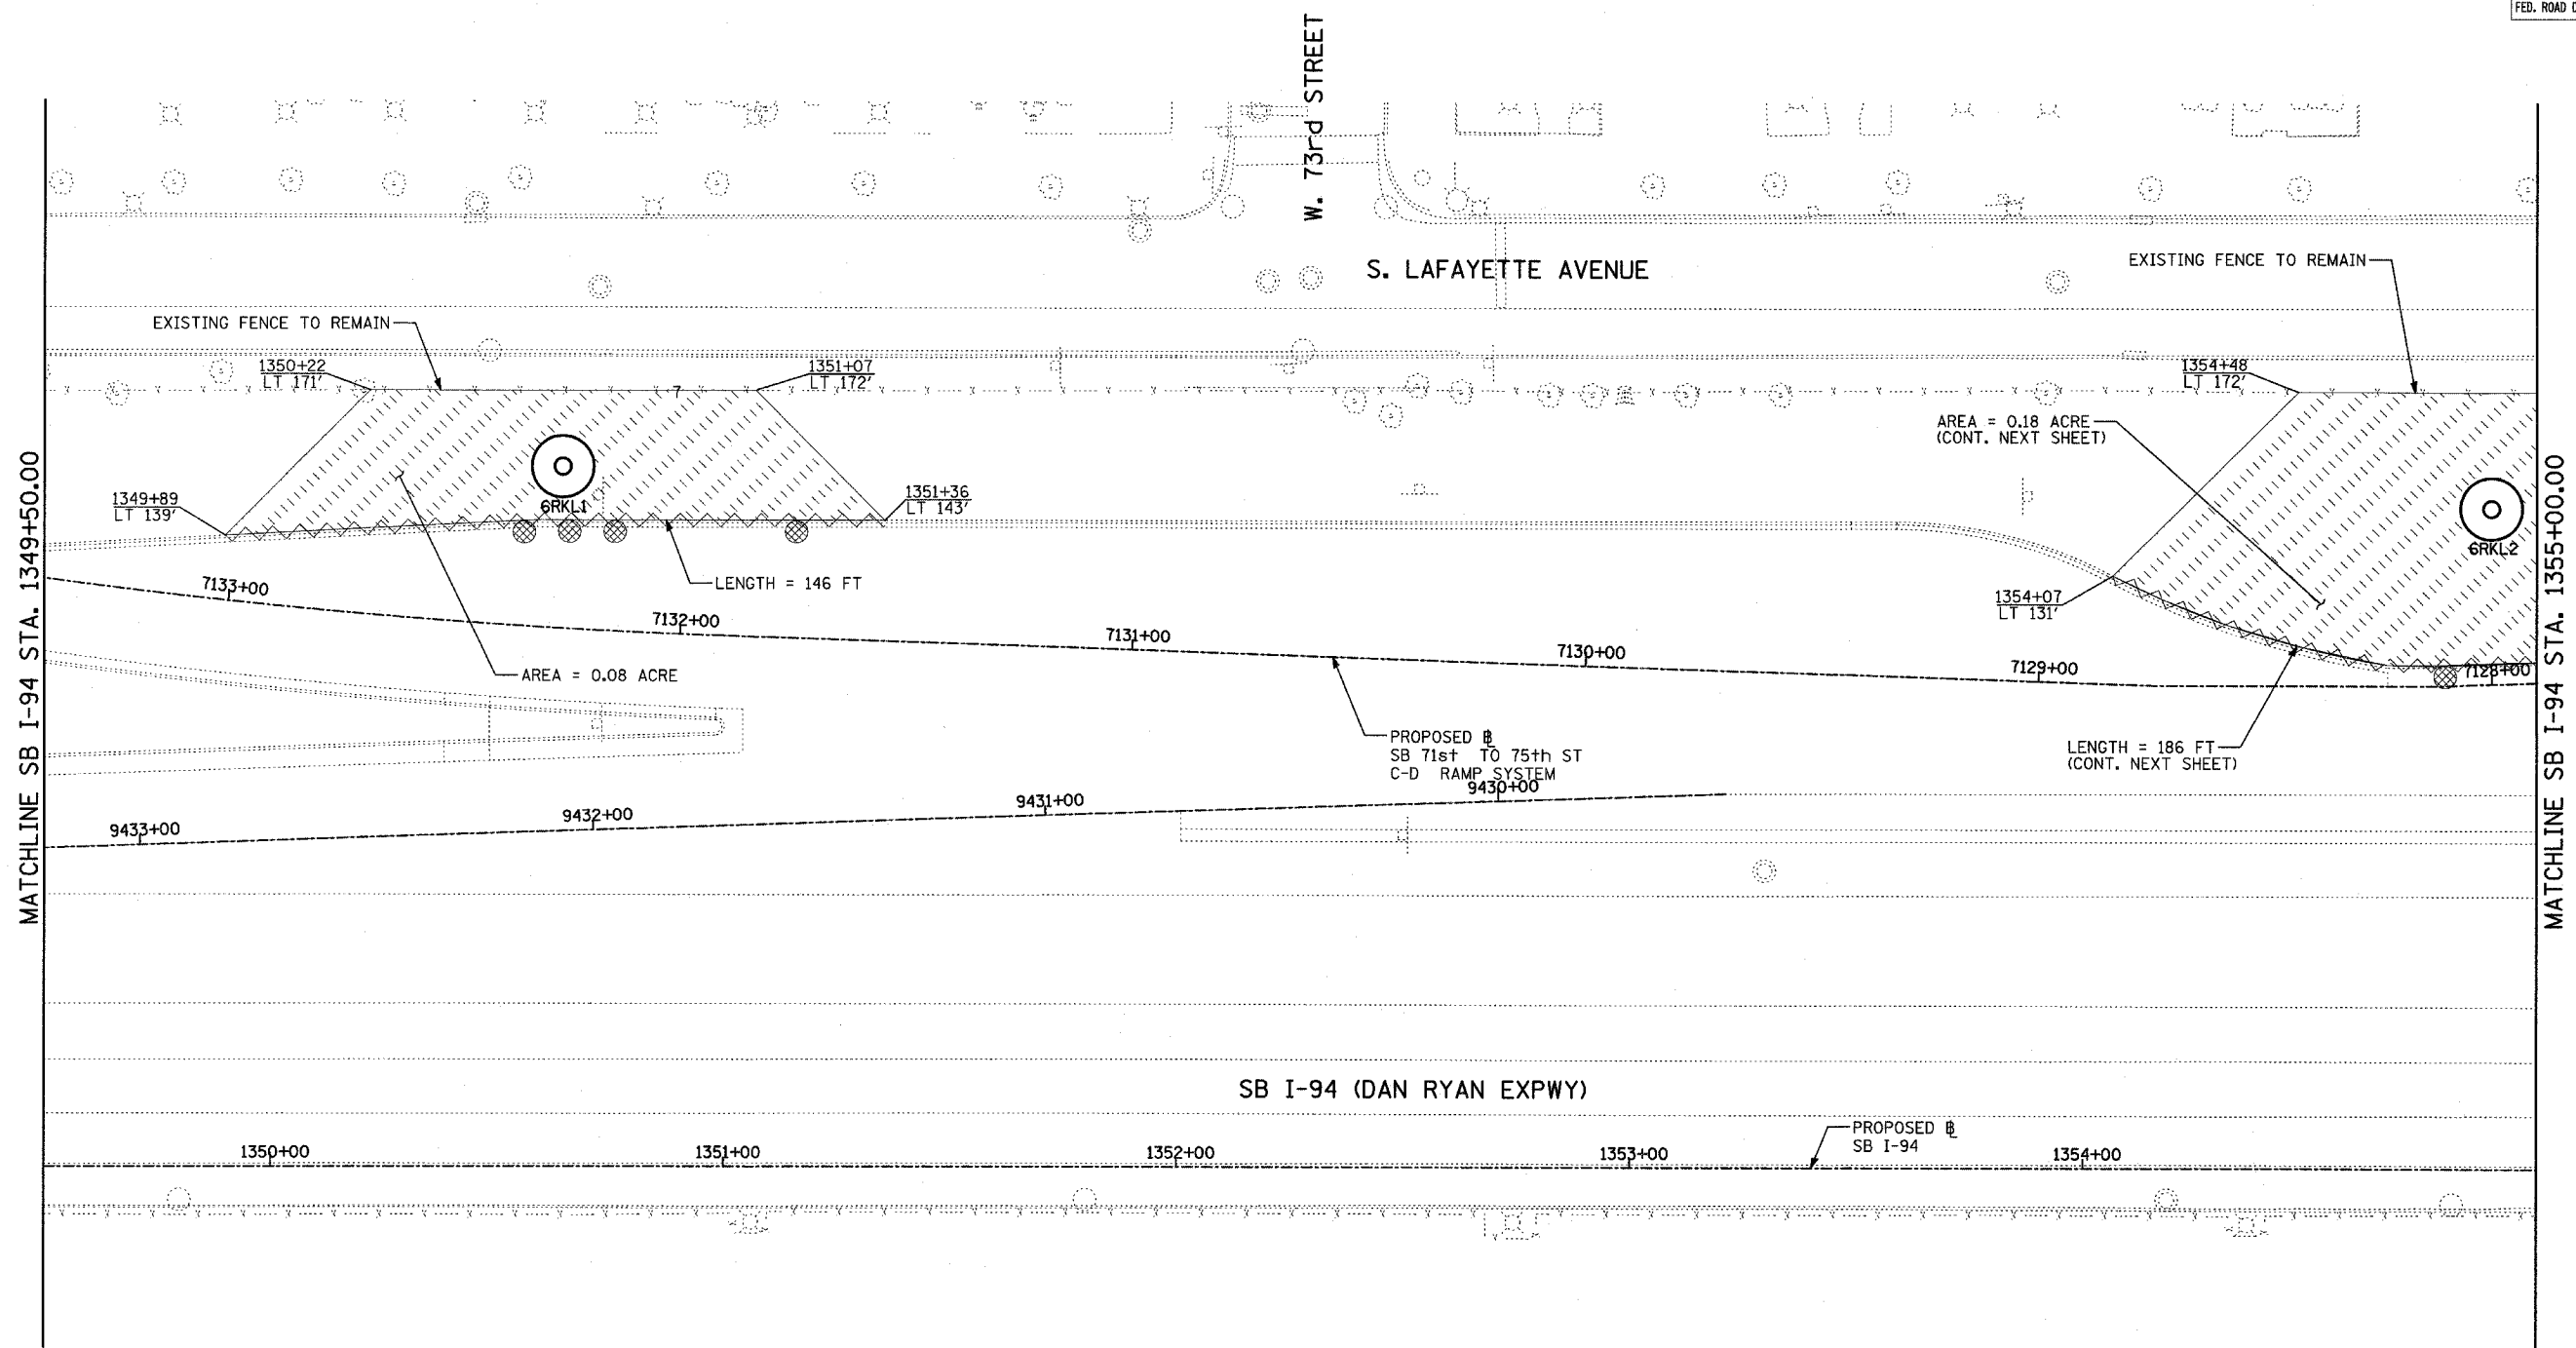 FED. ROAD D
W. 73rd STREET
S. LAFAYETTE AVENUE
EXISTING FENCE TO REMAIN
EXISTING FENCE TO REMAIN
1350+22
LT 171'
1351+07
LT 172'
1354+48
LT 172'
AREA = 0.18 ACRE
(CONT. NEXT SHEET)
MATCHLINE SB I-94 STA. 1349+50.00
MATCHLINE SB I-94 STA. 1355+00.00
1349+89
LT 139'
6RKL1
1351+36
LT 143'
6RKL2
7133+00
LENGTH = 146 FT
1354+07
LT 131'
7132+00
7131+00
7130+00
7129+00
7128+00
AREA = 0.08 ACRE
PROPOSED BL
SB 71st TO 75th ST
C-D RAMP SYSTEM
LENGTH = 186 FT
(CONT. NEXT SHEET)
9433+00
9432+00
9431+00
9430+00
SB I-94 (DAN RYAN EXPWY)
PROPOSED BL
SB I-94
1350+00
1351+00
1352+00
1353+00
1354+00